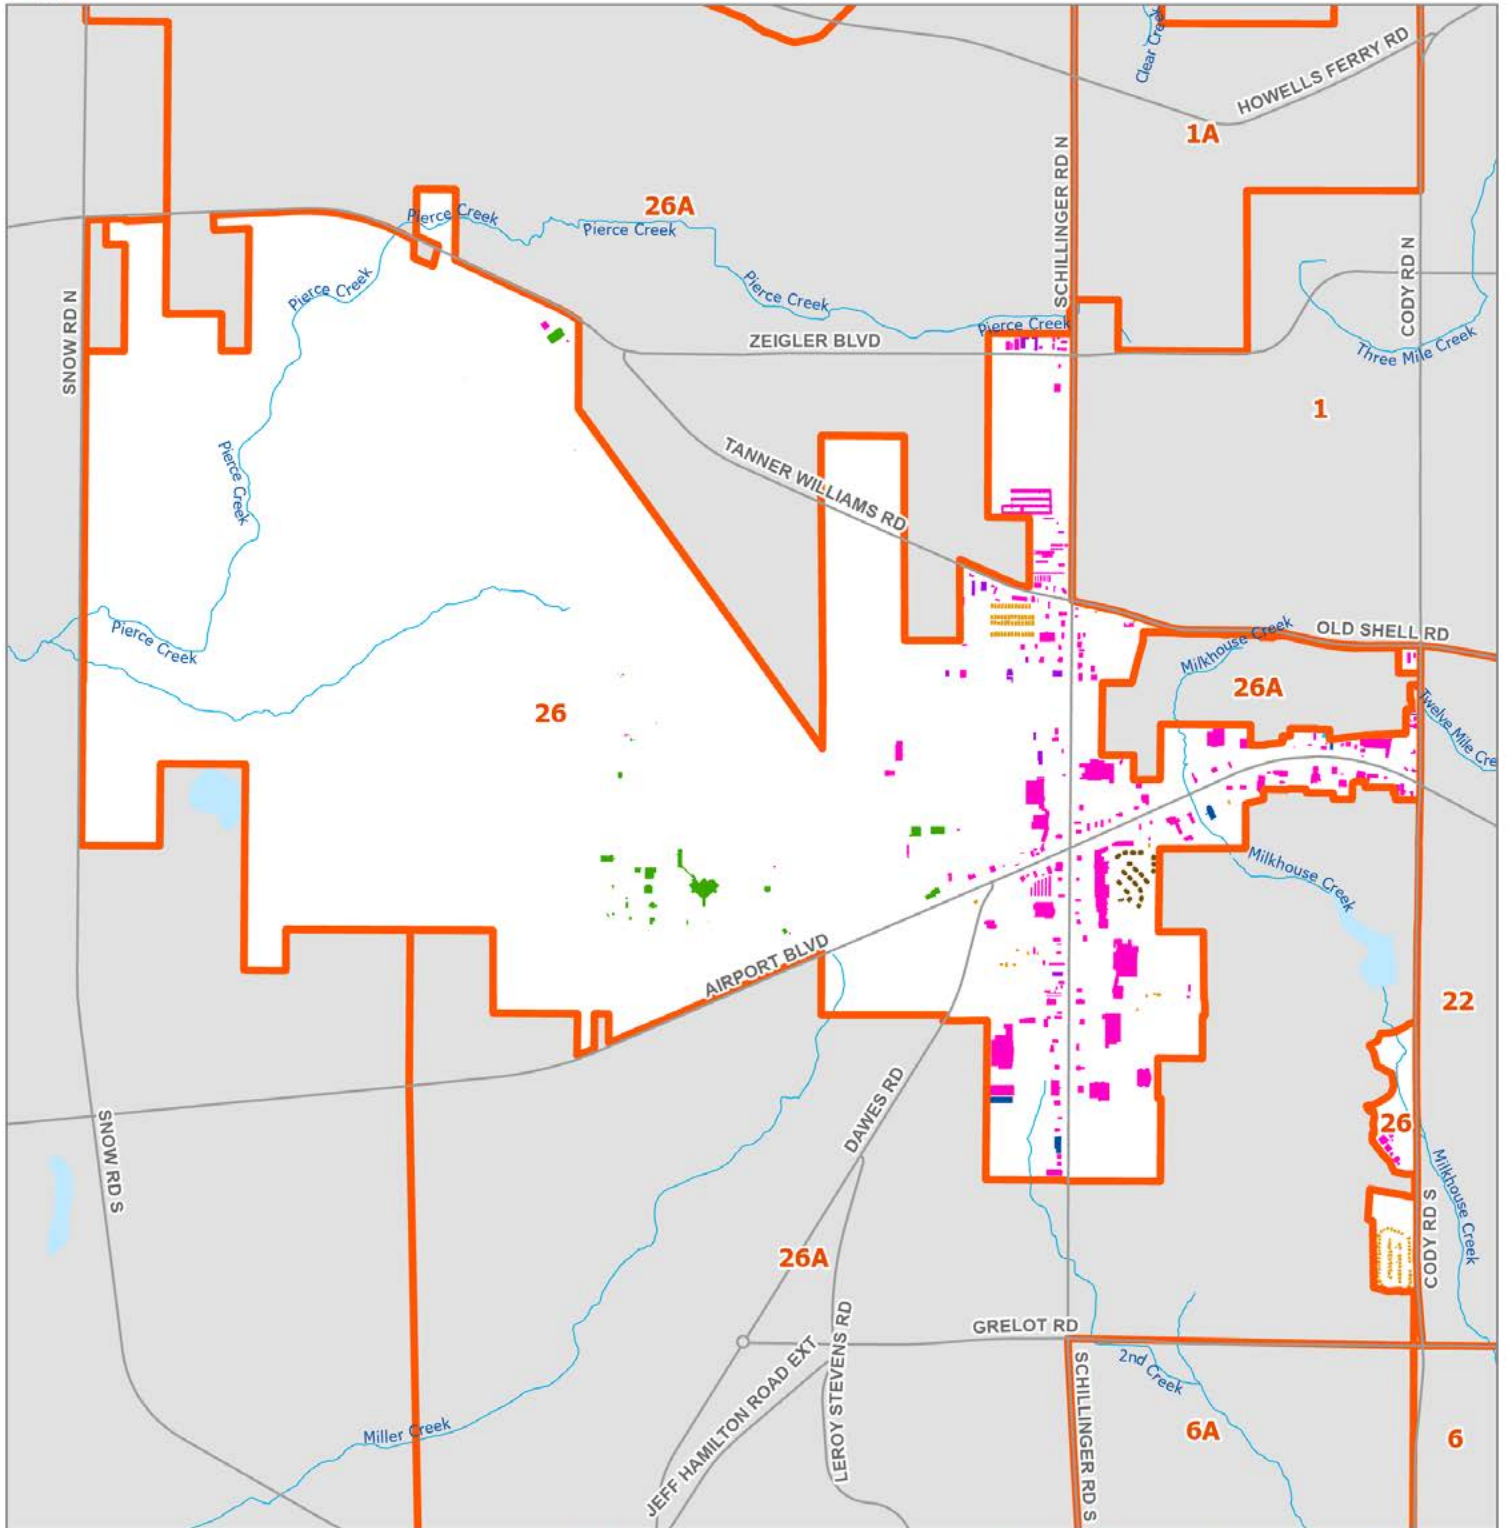 Clear Creek
HOWELLS FERRY RD
1A
SCHILLINGER RD N
26A
Pierce Creek
Pierce Creek
CODY RD N
Pierce Creek
Pierce Creek
SNOW RD N
Pierce Creek
ZEIGLER BLVD
Three Mile Creek
1
TANNER WILLIAMS RD
Pierce Creek
Pierce Creek
OLD SHELL RD
Milkhouse Creek
26A
26
Twelve Mile Cre
Milkhouse Creek
AIRPORT BLVD
22
DAWES RD
26
SNOW RD S
Milkhouse Creek
CODY RD S
26A
GRELOT RD
LEROY STEVENS RD
JEFF HAMILTON ROAD EXT
2nd Creek
SCHILLINGER RD S
Miller Creek
6A
6